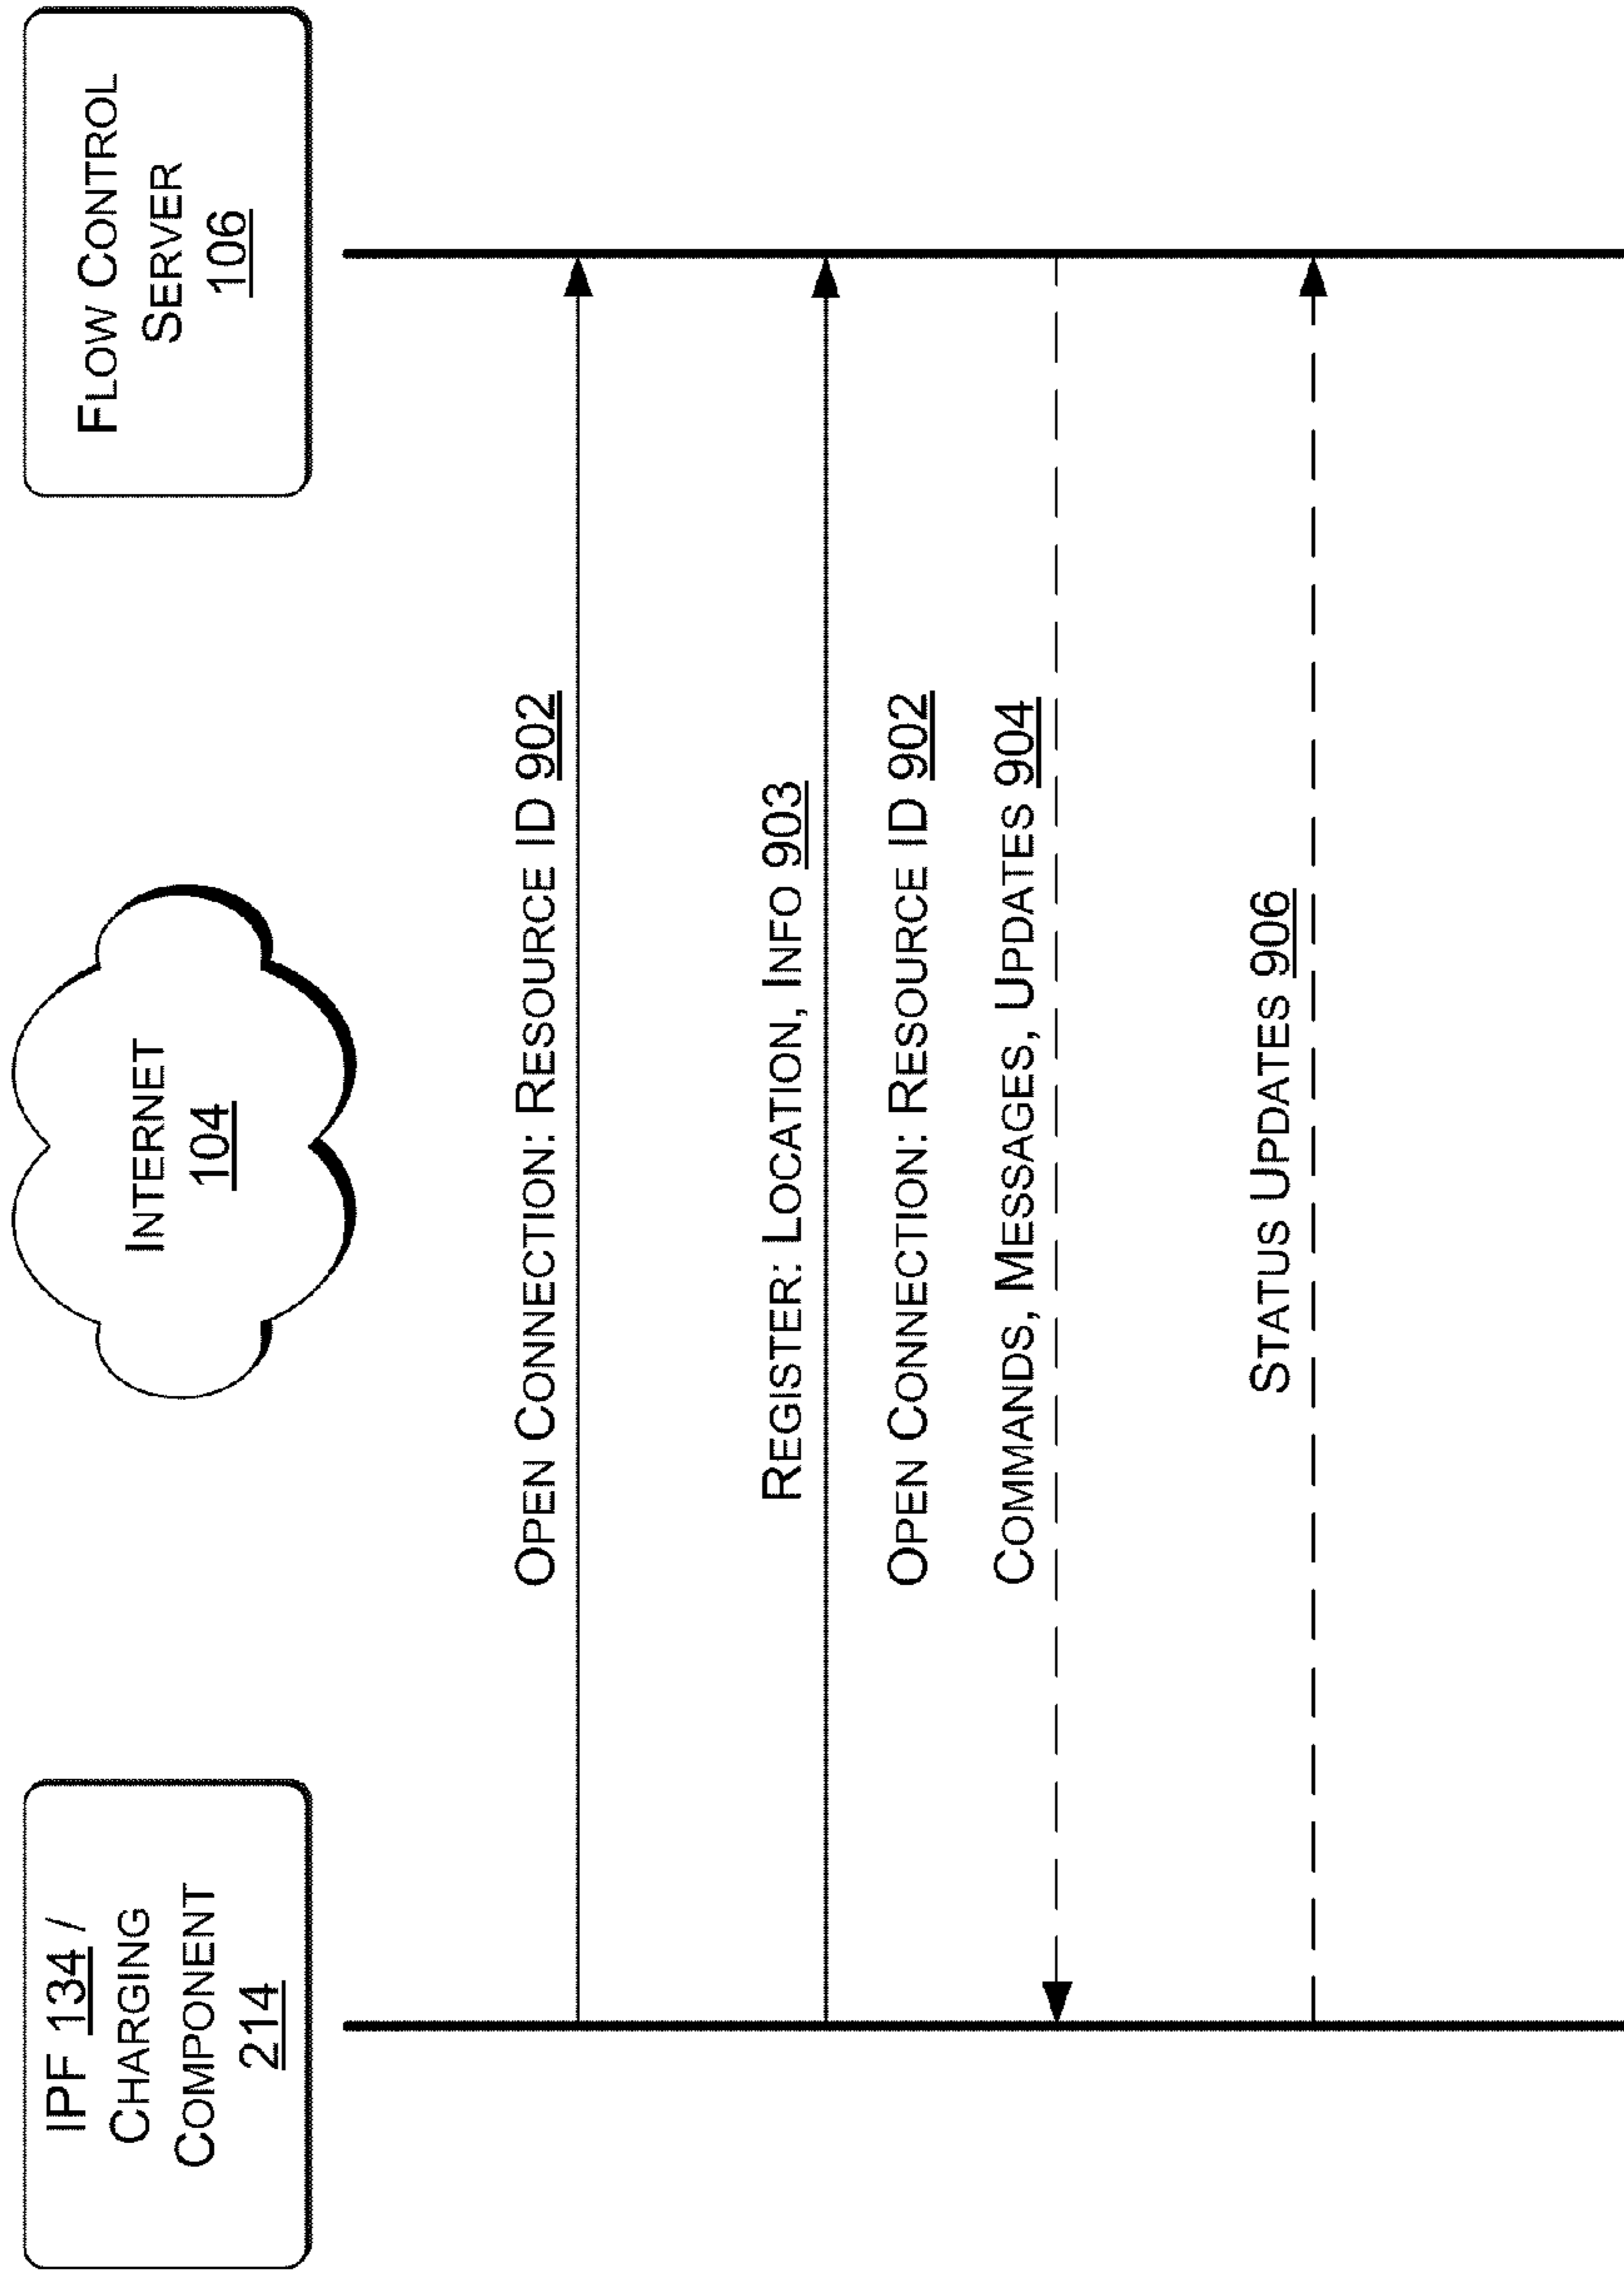 IPF 134 /
CHARGING
COMPONENT
214
INTERNET
104
FLOW CONTROL
SERVER
106
OPEN CONNECTION: RESOURCE ID 902
REGISTER: LOCATION, INFO 903
OPEN CONNECTION: RESOURCE ID 902
COMMANDS, MESSAGES, UPDATES 904
STATUS UPDATES 906